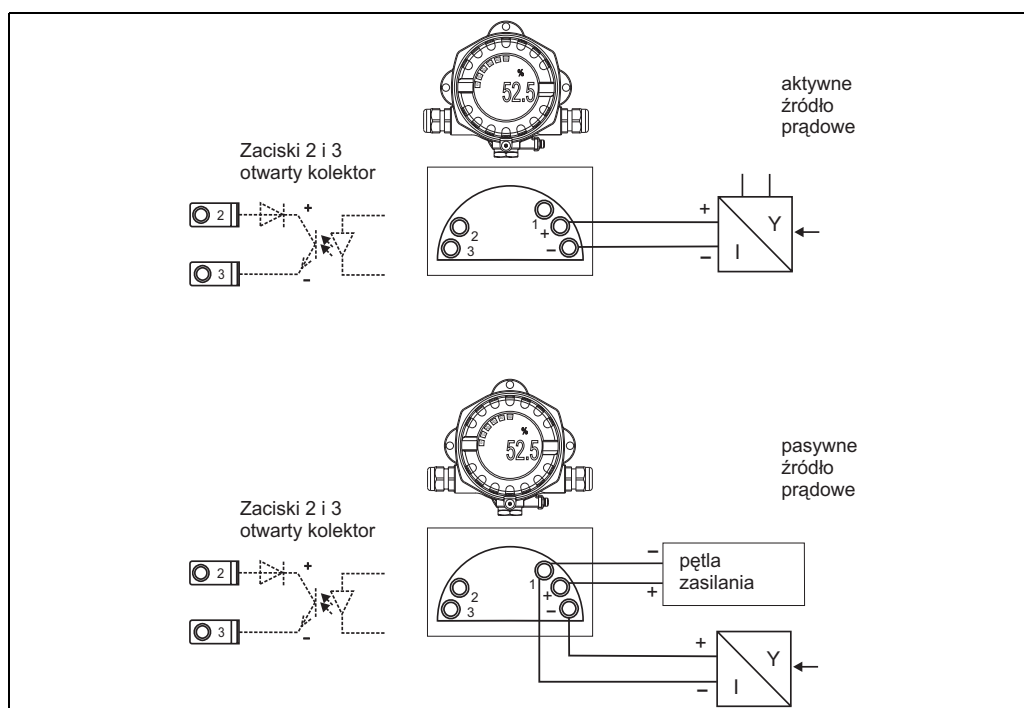 %
52.5
aktywne
źródło
prądowe
Zaciski 2 i 3
otwarty kolektor
2
+
3
–
1
2
+
3
–
+
–
Y
I
%
52.5
pasywne
źródło
prądowe
Zaciski 2 i 3
otwarty kolektor
2
+
3
–
1
2
+
3
–
–
+
pętla
zasilania
+
–
Y
I